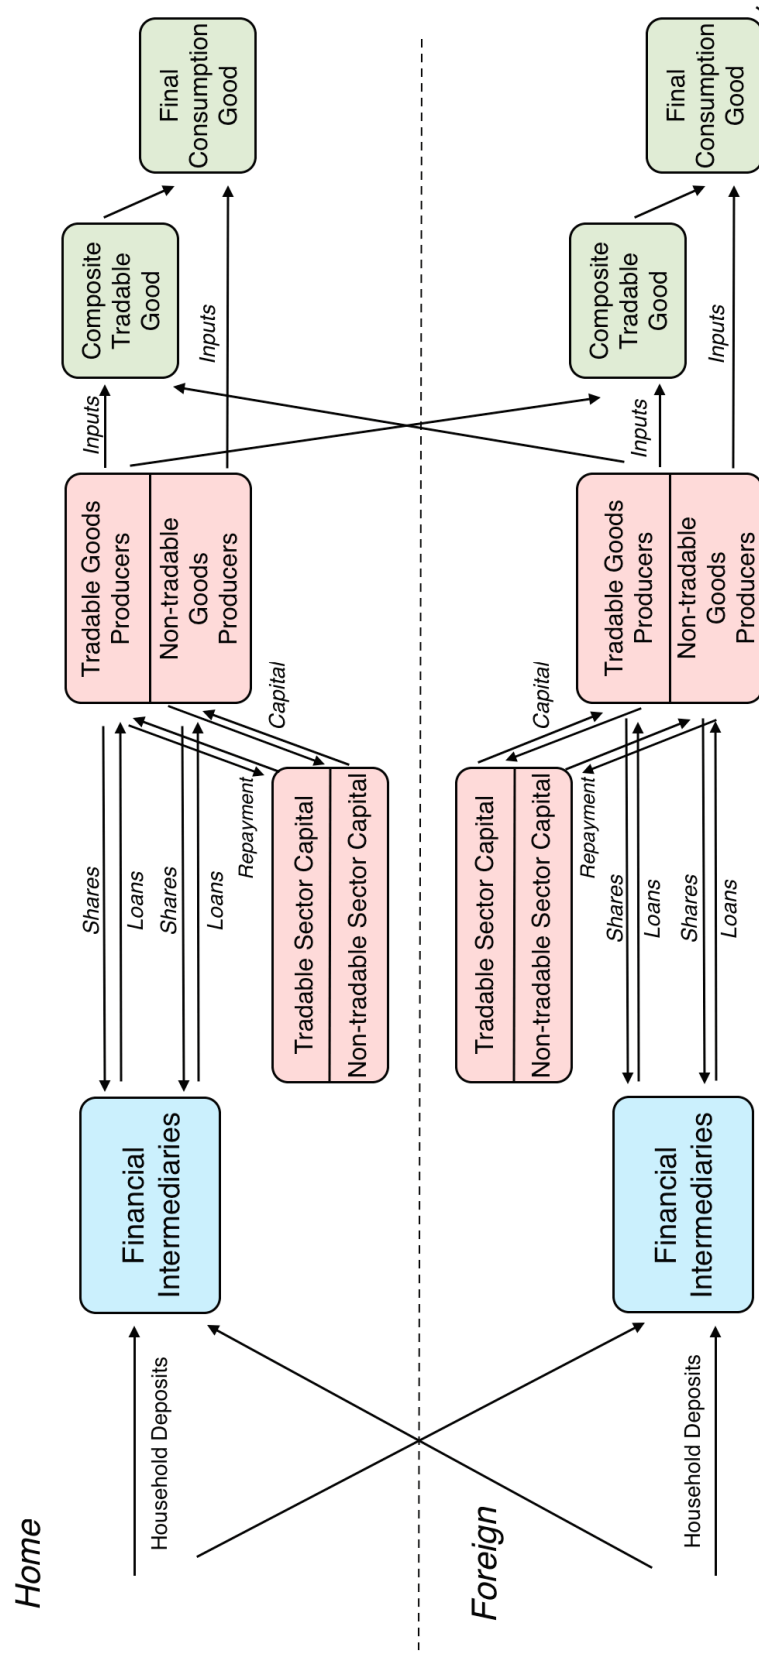 Home
Household Deposits
Financial
Intermediaries
Shares
Loans
Shares
Loans
Repayment
Capital
Tradable Sector Capital
Non-tradable Sector Capital
Tradable Goods
Producers
Non-tradable
Goods
Producers
Inputs
Inputs
Composite
Tradable
Good
Final
Consumption
Good
Foreign
Household Deposits
Financial
Intermediaries
Tradable Sector Capital
Non-tradable Sector Capital
Capital
Repayment
Shares
Loans
Shares
Loans
Tradable Goods
Producers
Non-tradable
Goods
Producers
Inputs
Inputs
Composite
Tradable
Good
Final
Consumption
Good